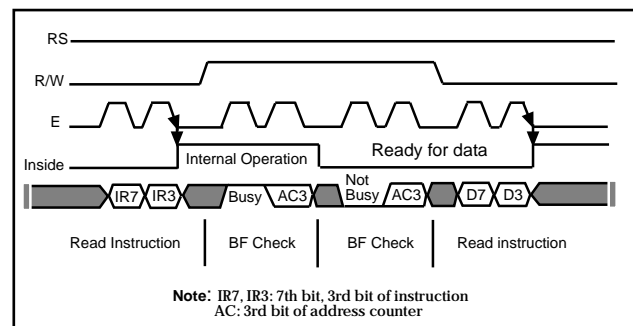 RS
R/W
E
Inside
Internal Operation
Ready for data
IR7 IR3 Busy AC3 Not Busy AC3 D7 D3
Read Instruction BF Check BF Check Read instruction
Note: IR7, IR3: 7th bit, 3rd bit of instruction
AC: 3rd bit of address counter